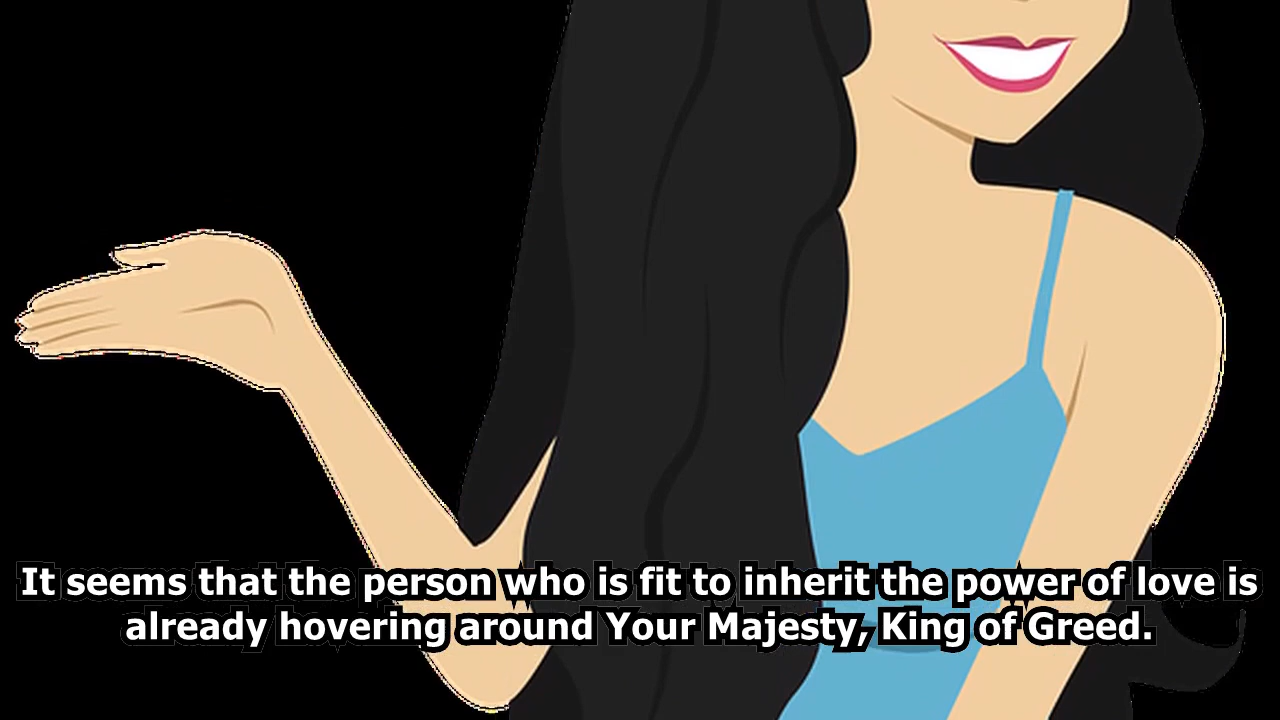 It seems that the person who is fit to inherit the power of love is
already hovering around Your Majesty, King of Greed.